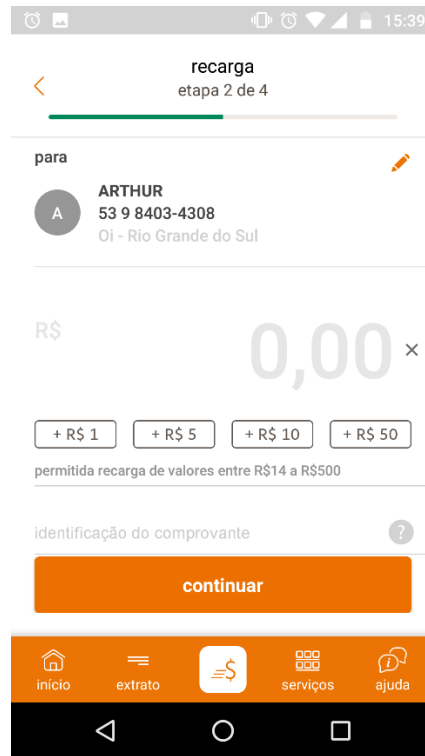 15:39
recarga
etapa 2 de 4
para
A
ARTHUR
53 9 8403-4308
Oi - Rio Grande do Sul
R$ 0,00 ×
+ R$ 1 + R$ 5 + R$ 10 + R$ 50
permitida recarga de valores entre R$14 a R$500
identificação do comprovante ?
continuar
$
início extrato serviços ajuda